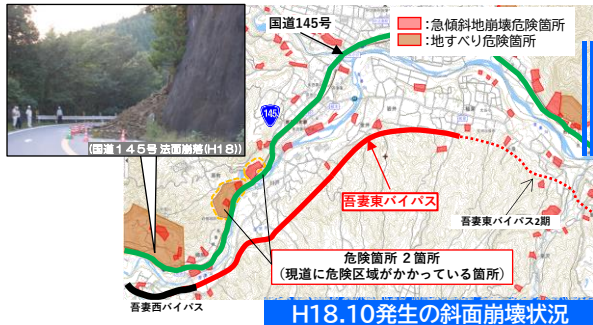 国道145号
:急傾斜地崩壊危険箇所
:地すべり危険箇所
145
(国道１４５号 法面崩落(H18))
吾妻東バイパス
吾妻東バイパス2期
危険箇所 ２箇所
（現道に危険区域がかかっている箇所）
吾妻西バイパス
H18.10発生の斜面崩壊状況